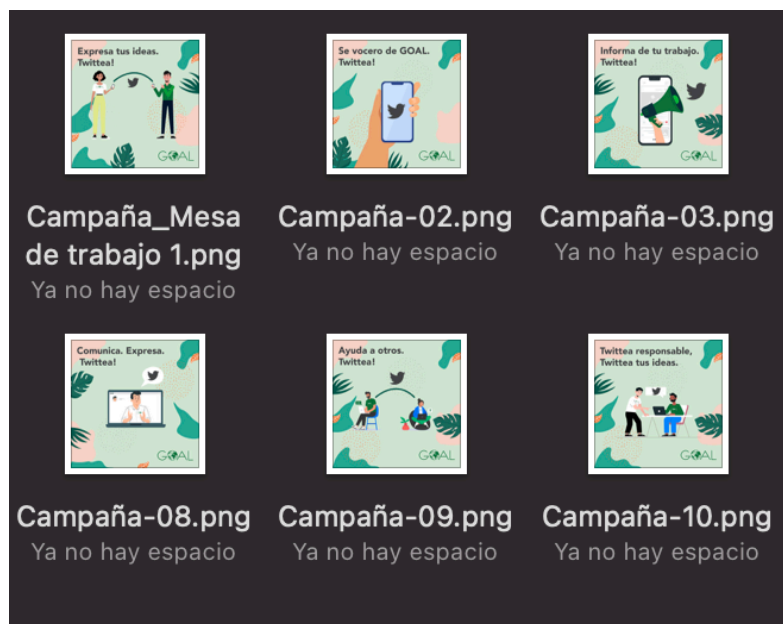 Expresa tus ideas.
Twittea!
GOAL
Se vocero de GOAL.
Twittea!
GOAL
Informa de tu trabajo.
Twittea!
GOAL
Campaña_Mesa
de trabajo 1.png
Ya no hay espacio
Campaña-02.png
Ya no hay espacio
Campaña-03.png
Ya no hay espacio
Comunica. Expresa.
Twittea!
GOAL
Ayuda a otros.
Twittea!
GOAL
Twittea responsable,
Twittea tus ideas.
GOAL
Campaña-08.png
Ya no hay espacio
Campaña-09.png
Ya no hay espacio
Campaña-10.png
Ya no hay espacio